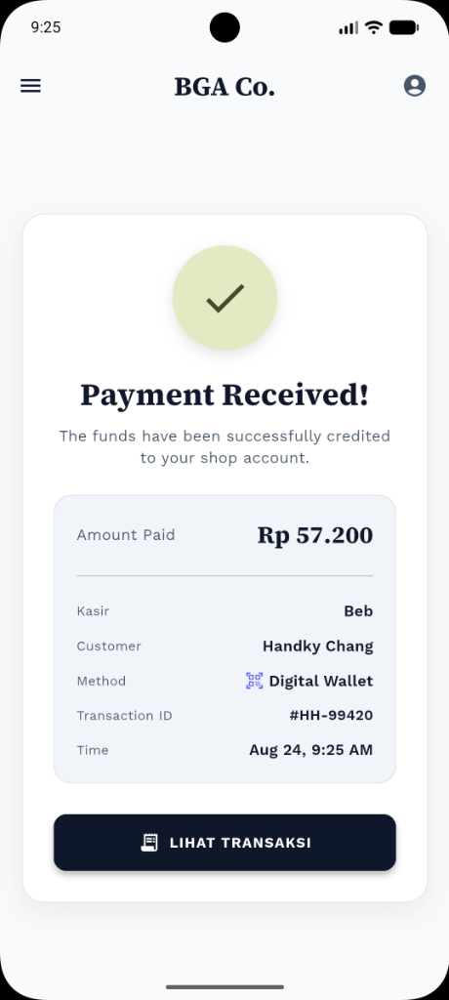 9:25
BGA Co.
Payment Received!
The funds have been successfully credited
to your shop account.
Amount Paid Rp 57.200
Kasir Beb
Customer Handky Chang
Method Digital Wallet
Transaction ID #HH-99420
Time Aug 24, 9:25 AM
LIHAT TRANSAKSI